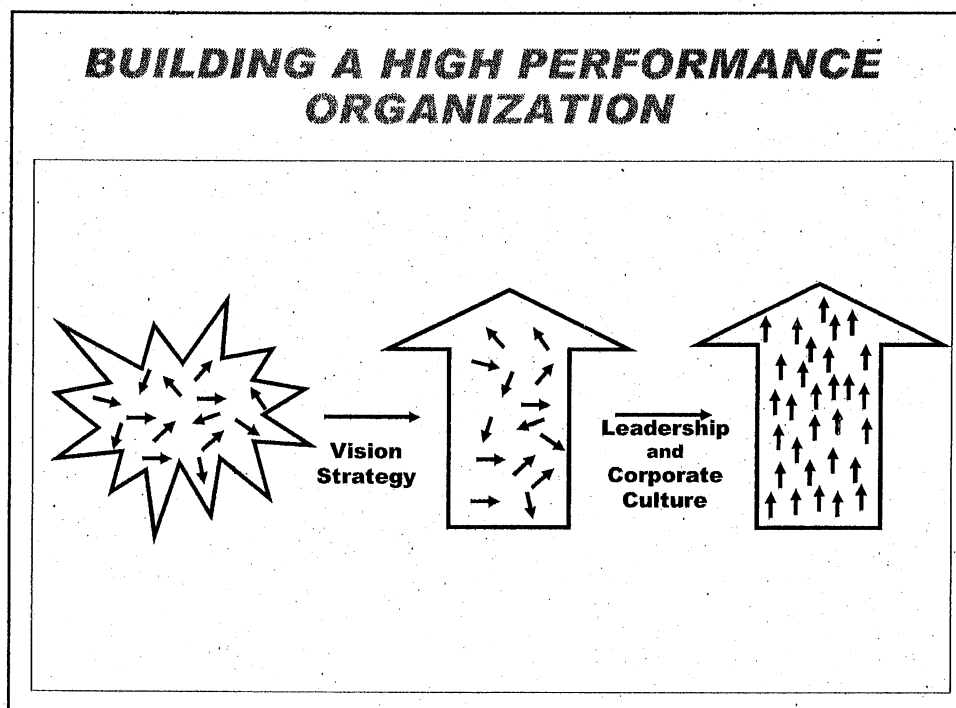 BUILDING A HIGH PERFORMANCE
ORGANIZATION
Vision
Strategy
Leadership
and
Corporate
Culture